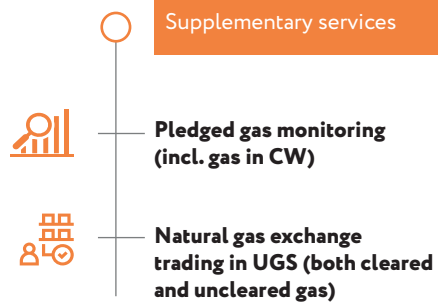 Supplementary services
Pledged gas monitoring
(incl. gas in CW)
Natural gas exchange
trading in UGS (both cleared
and uncleared gas)